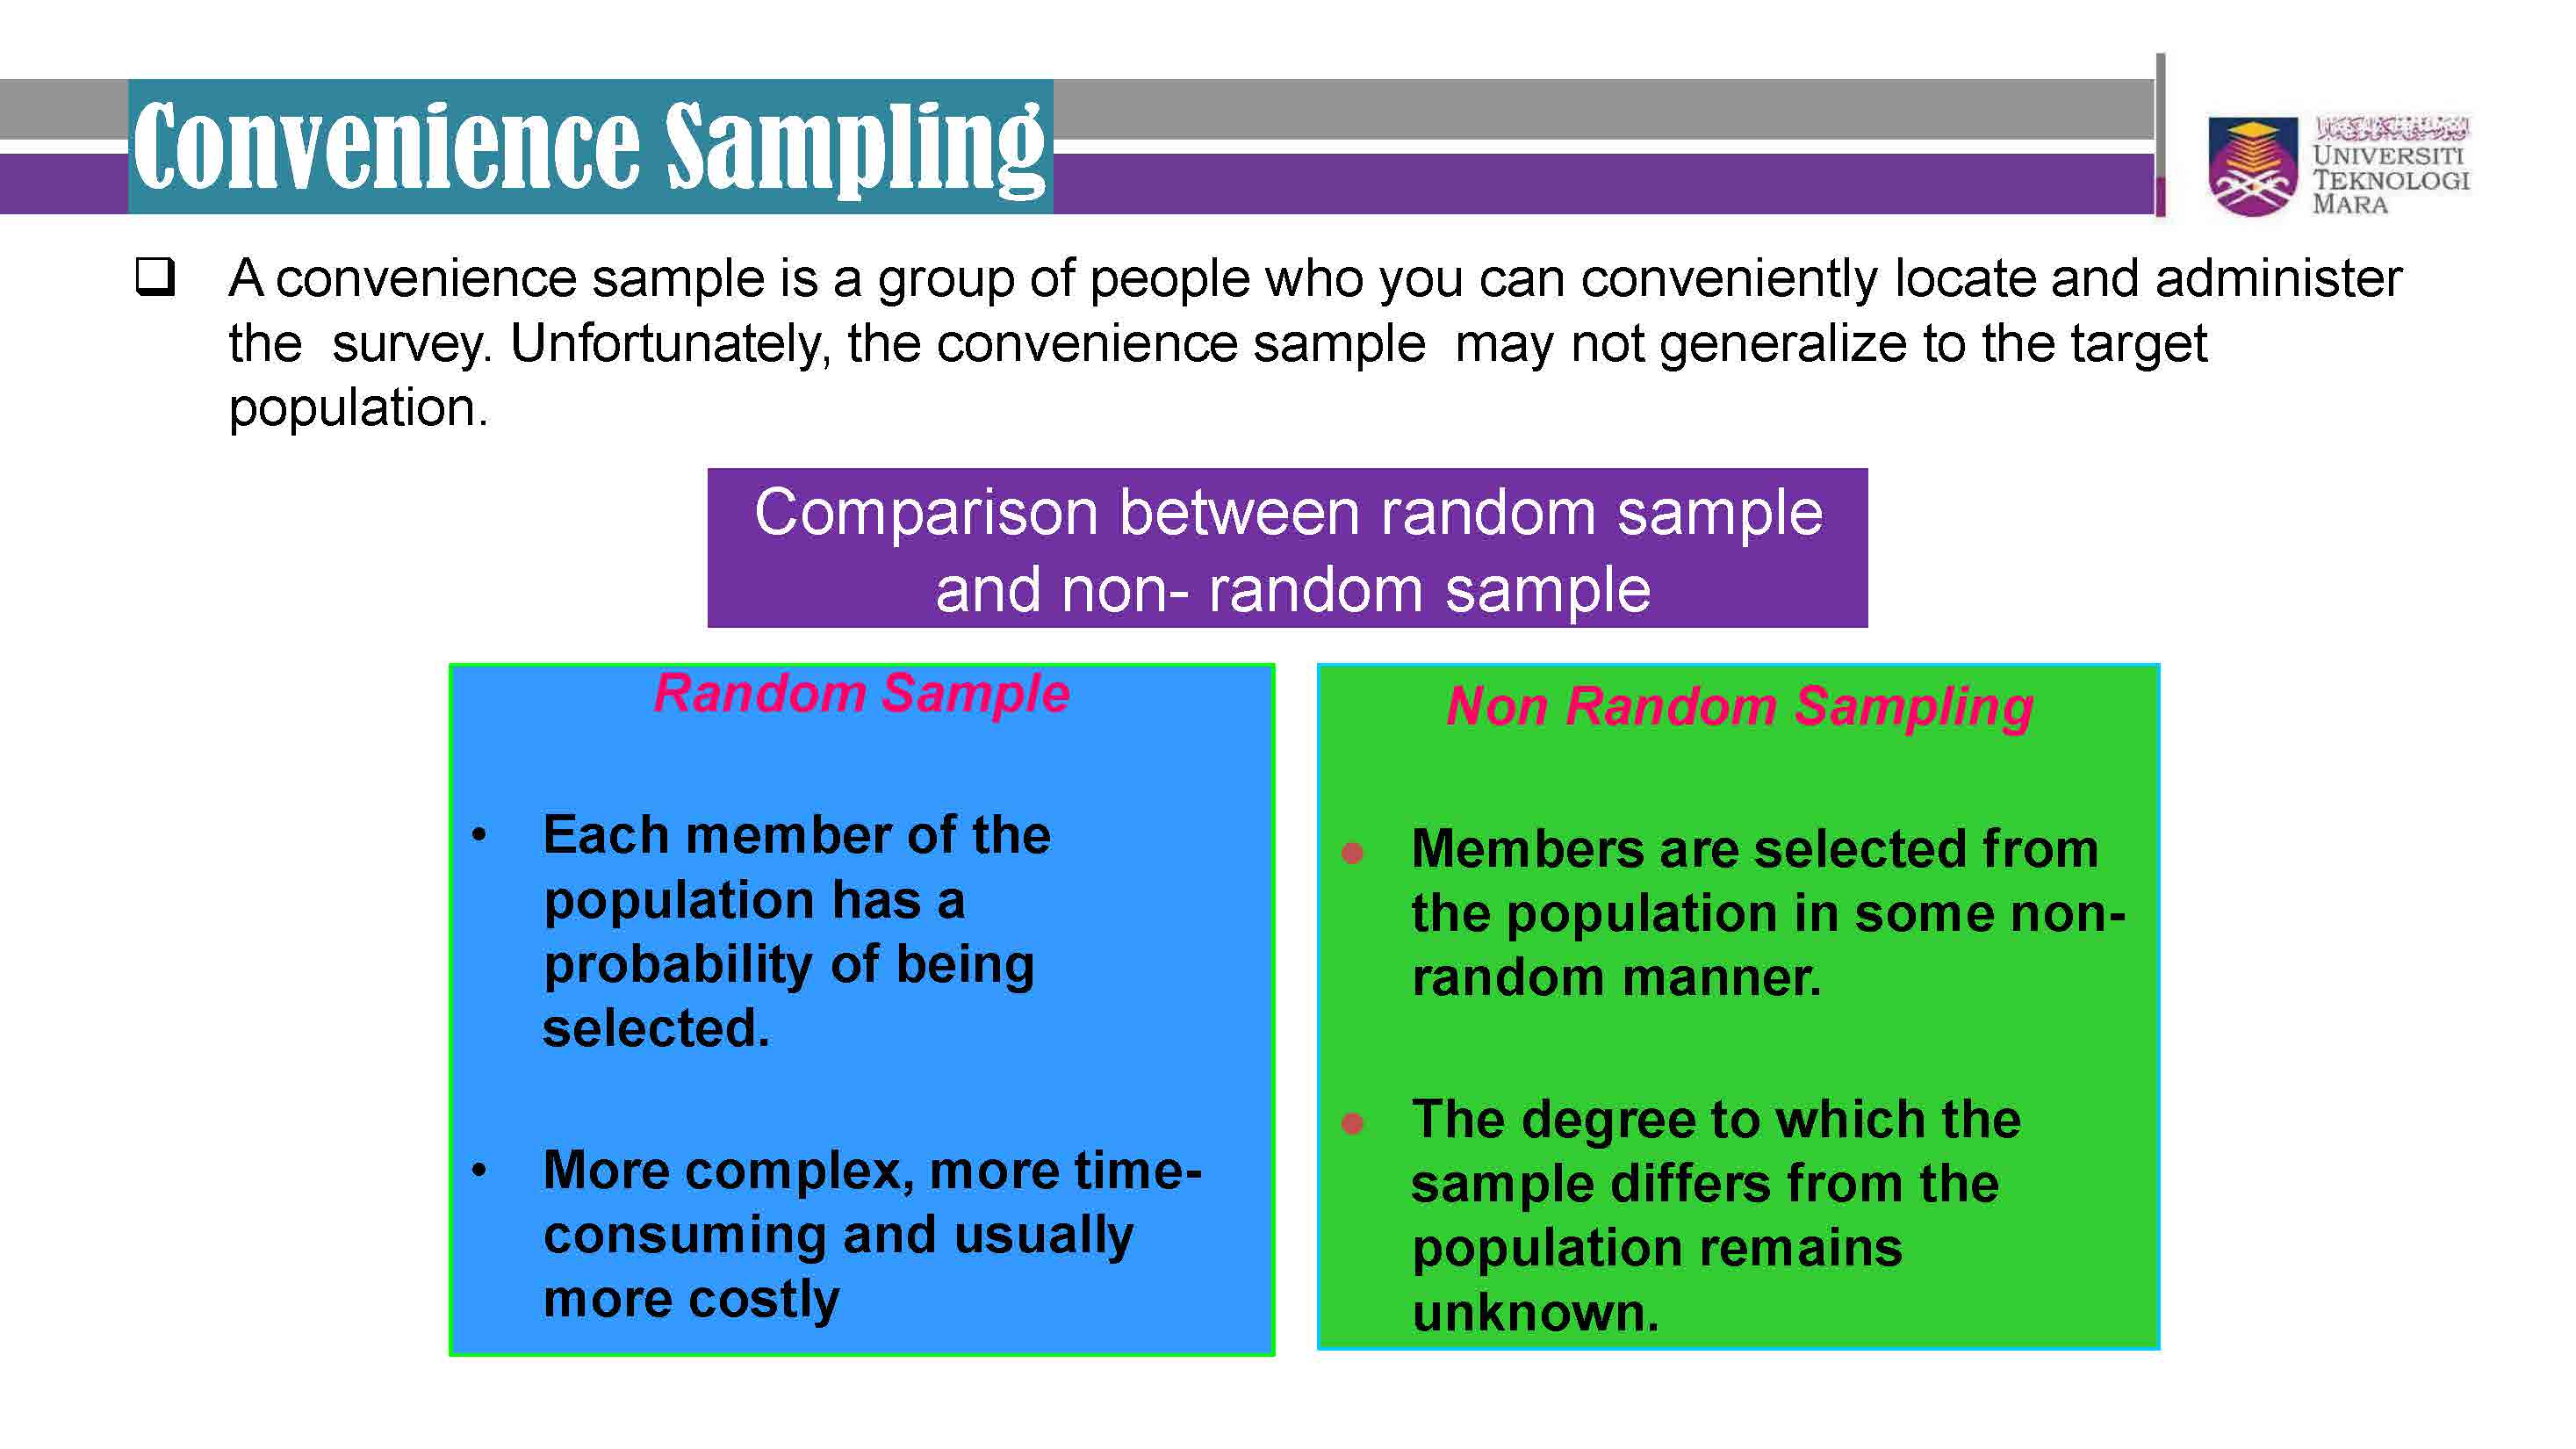 Convenience Sampling
UNIVERSITI
TEKNOLOGI
MARA
❑ A convenience sample is a group of people who you can conveniently locate and administer
the survey. Unfortunately, the convenience sample may not generalize to the target
population.
Comparison between random sample
and non- random sample
Random Sample
• Each member of the
population has a
probability of being
selected.
• More complex, more time-
consuming and usually
more costly
Non Random Sampling
• Members are selected from
the population in some non-
random manner.
• The degree to which the
sample differs from the
population remains
unknown.